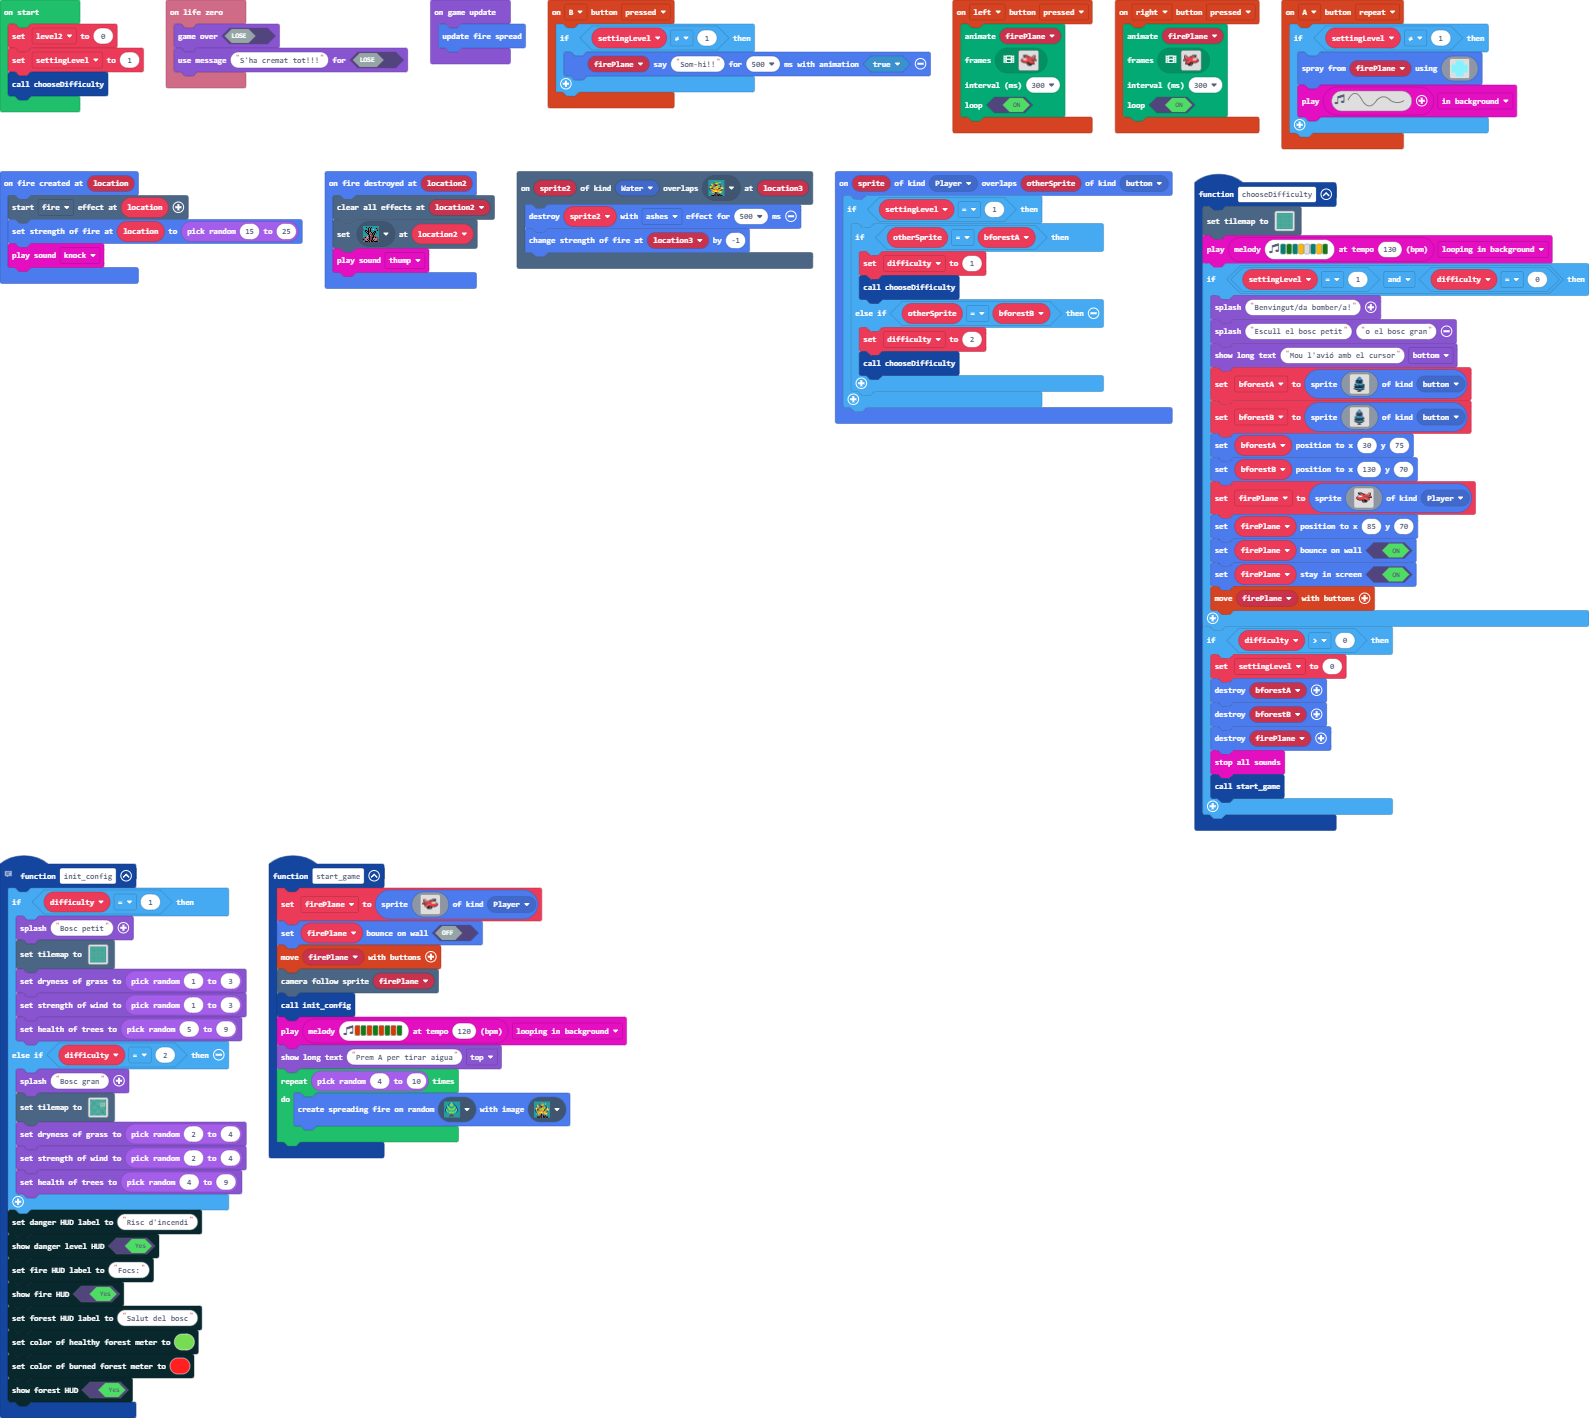 on start
set level2 to 0
set settingLevel to 1
call chooseDifficulty
on life zero
game over LOSE
use message "S'ha cremat tot!!!" for LOSE
on game update
update fire spread
on B button pressed
if settingLevel ≠ 1 then
firePlane say "Som-hi!!" for 500 ms with animation true
on left button pressed
animate firePlane
frames
interval (ms) 300
loop ON
on right button pressed
animate firePlane
frames
interval (ms) 300
loop ON
on A button repeat
if settingLevel ≠ 1 then
spray from firePlane using
play in background
on fire created at location
start fire effect at location
set strength of fire at location to pick random 15 to 25
play sound knock
on fire destroyed at location2
clear all effects at location2
set at location2
play sound thump
on sprite2 of kind Water overlaps at location3
destroy sprite2 with ashes effect for 500 ms
change strength of fire at location3 by -1
on sprite of kind Player overlaps otherSprite of kind button
if settingLevel = 1 then
if otherSprite = bforestA then
set difficulty to 1
call chooseDifficulty
else if otherSprite = bforestB then
set difficulty to 2
call chooseDifficulty
function chooseDifficulty
set tilemap to
play melody at tempo 130 (bpm) looping in background
if settingLevel = 1 and difficulty = 0 then
splash "Benvingut/da bomber/a!"
splash "Escull el bosc petit" "o el bosc gran"
show long text "Mou l'avió amb el cursor" bottom
set bforestA to sprite of kind button
set bforestB to sprite of kind button
set bforestA position to x 30 y 75
set bforestB position to x 130 y 70
set firePlane to sprite of kind Player
set firePlane position to x 85 y 70
set firePlane bounce on wall ON
set firePlane stay in screen ON
move firePlane with buttons
if difficulty > 0 then
set settingLevel to 0
destroy bforestA
destroy bforestB
destroy firePlane
stop all sounds
call start_game
function init_config
if difficulty = 1 then
splash "Bosc petit"
set tilemap to
set dryness of grass to pick random 1 to 3
set strength of wind to pick random 1 to 3
set health of trees to pick random 5 to 9
else if difficulty = 2 then
splash "Bosc gran"
set tilemap to
set dryness of grass to pick random 2 to 4
set strength of wind to pick random 2 to 4
set health of trees to pick random 4 to 9
set danger HUD label to "Risc d'incendi"
show danger level HUD Yes
set fire HUD label to "Focs:"
show fire HUD Yes
set forest HUD label to "Salut del bosc"
set color of healthy forest meter to
set color of burned forest meter to
show forest HUD Yes
function start_game
set firePlane to sprite of kind Player
set firePlane bounce on wall OFF
move firePlane with buttons
camera follow sprite firePlane
call init_config
play melody at tempo 120 (bpm) looping in background
show long text "Prem A per tirar aigua" top
repeat pick random 4 to 10 times
do
create spreading fire on random with image